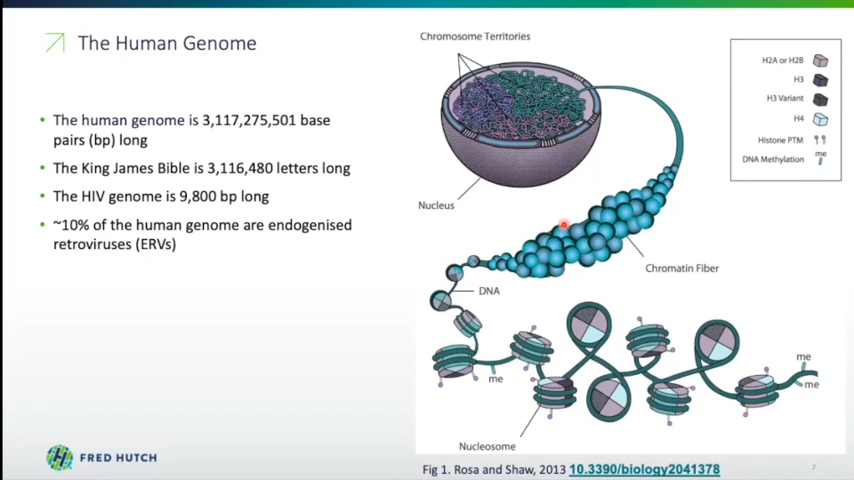 The Human Genome
• The human genome is 3,117,275,501 base
pairs (bp) long
• The King James Bible is 3,116,480 letters long
• The HIV genome is 9,800 bp long
• ~10% of the human genome are endogenised
retroviruses (ERVs)
Chromosome Territories
Nucleus
Chromatin Fiber
DNA
me
me
me
Nucleosome
H2A or H2B
H3
H3 Variant
H4
Histone PTM
DNA Methylation
me
Fig 1. Rosa and Shaw, 2013 10.3390/biology2041378
FRED HUTCH
7